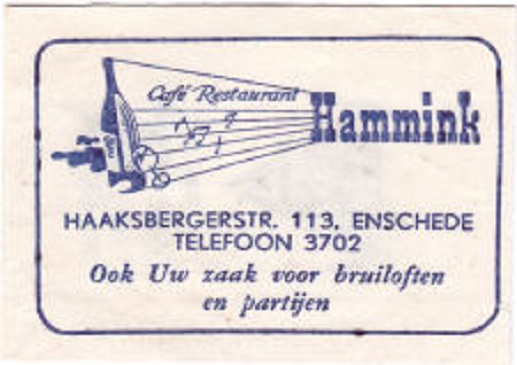 Café Restaurant
Hammink
HAAKSBERGERSTR. 113, ENSCHEDE
TELEFOON 3702
Ook Uw zaak voor bruiloften
en partijen